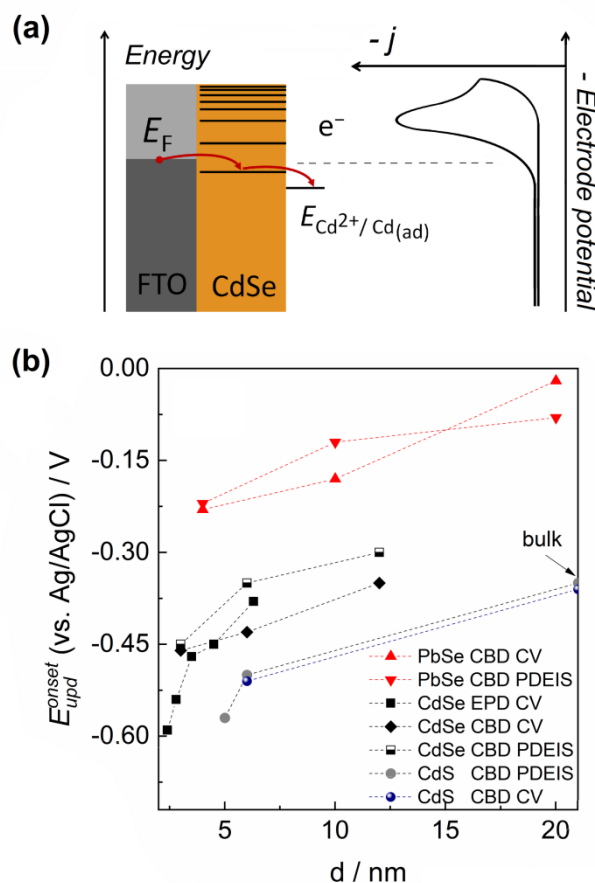 (a)
Energy
- j
- Electrode potential
E_F
e⁻
E_Cd²⁺/ Cd(ad)
FTO
CdSe
(b)
E_upd^onset (vs. Ag/AgCl) / V
0.00
-0.15
-0.30
-0.45
-0.60
bulk
PbSe CBD CV
PbSe CBD PDEIS
CdSe EPD CV
CdSe CBD CV
CdSe CBD PDEIS
CdS CBD PDEIS
CdS CBD CV
5
10
15
20
d / nm